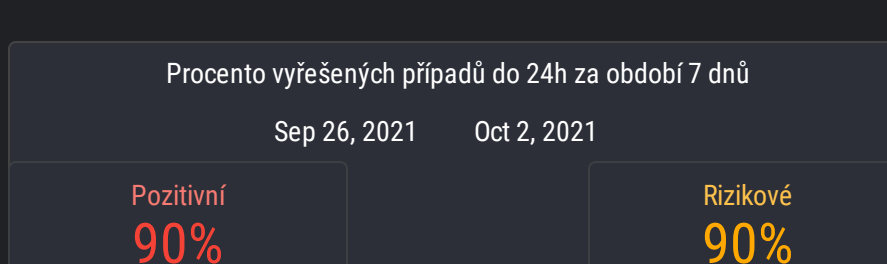 Procento vyřešených případů do 24h za období 7 dnů
Sep 26, 2021 Oct 2, 2021
Pozitivní Rizikové
90% 90%